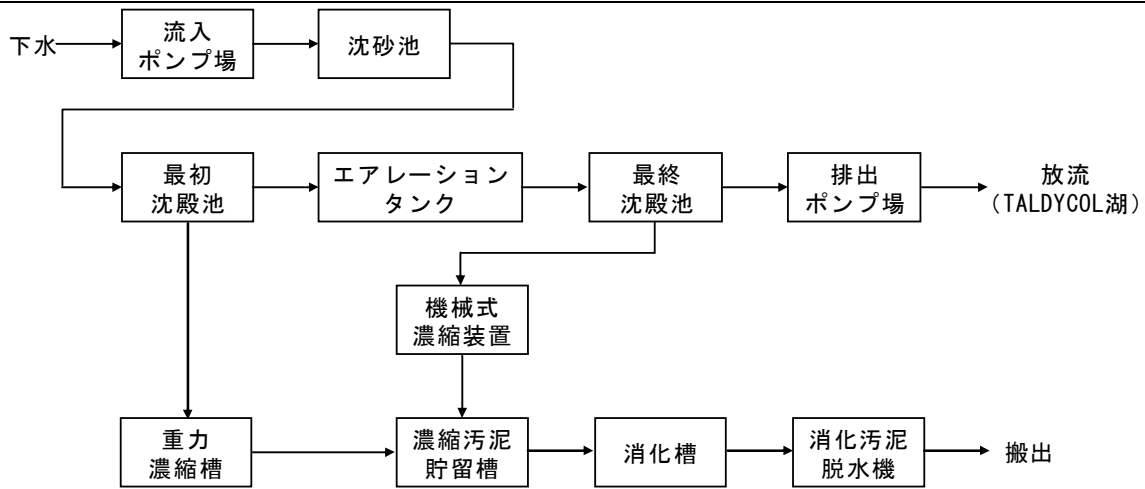 下水
流入
ポンプ場
沈砂池
最初
沈殿池
エアレーション
タンク
最終
沈殿池
排出
ポンプ場
放流
（TALDYCOL湖）
機械式
濃縮装置
重力
濃縮槽
濃縮汚泥
貯留槽
消化槽
消化汚泥
脱水機
搬出